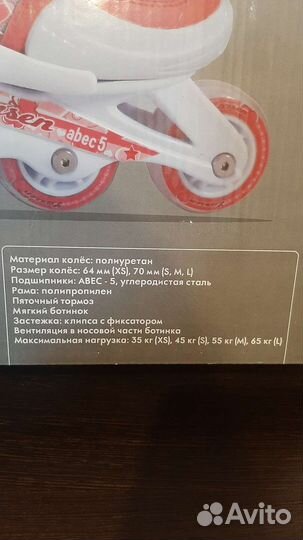 zen
abec 5
Материал колёс: полиуретан
Размер колёс: 64 мм (XS), 70 мм (S, M, L)
Подшипники: ABEC - 5, углеродистая сталь
Рама: полипропилен
Пяточный тормоз
Мягкий ботинок
Застежка: клипса с фиксатором
Вентиляция в носовой части ботинка
Максимальная нагрузка: 35 кг (XS), 45 кг (S), 55 кг (M), 65 кг (L)
Avito